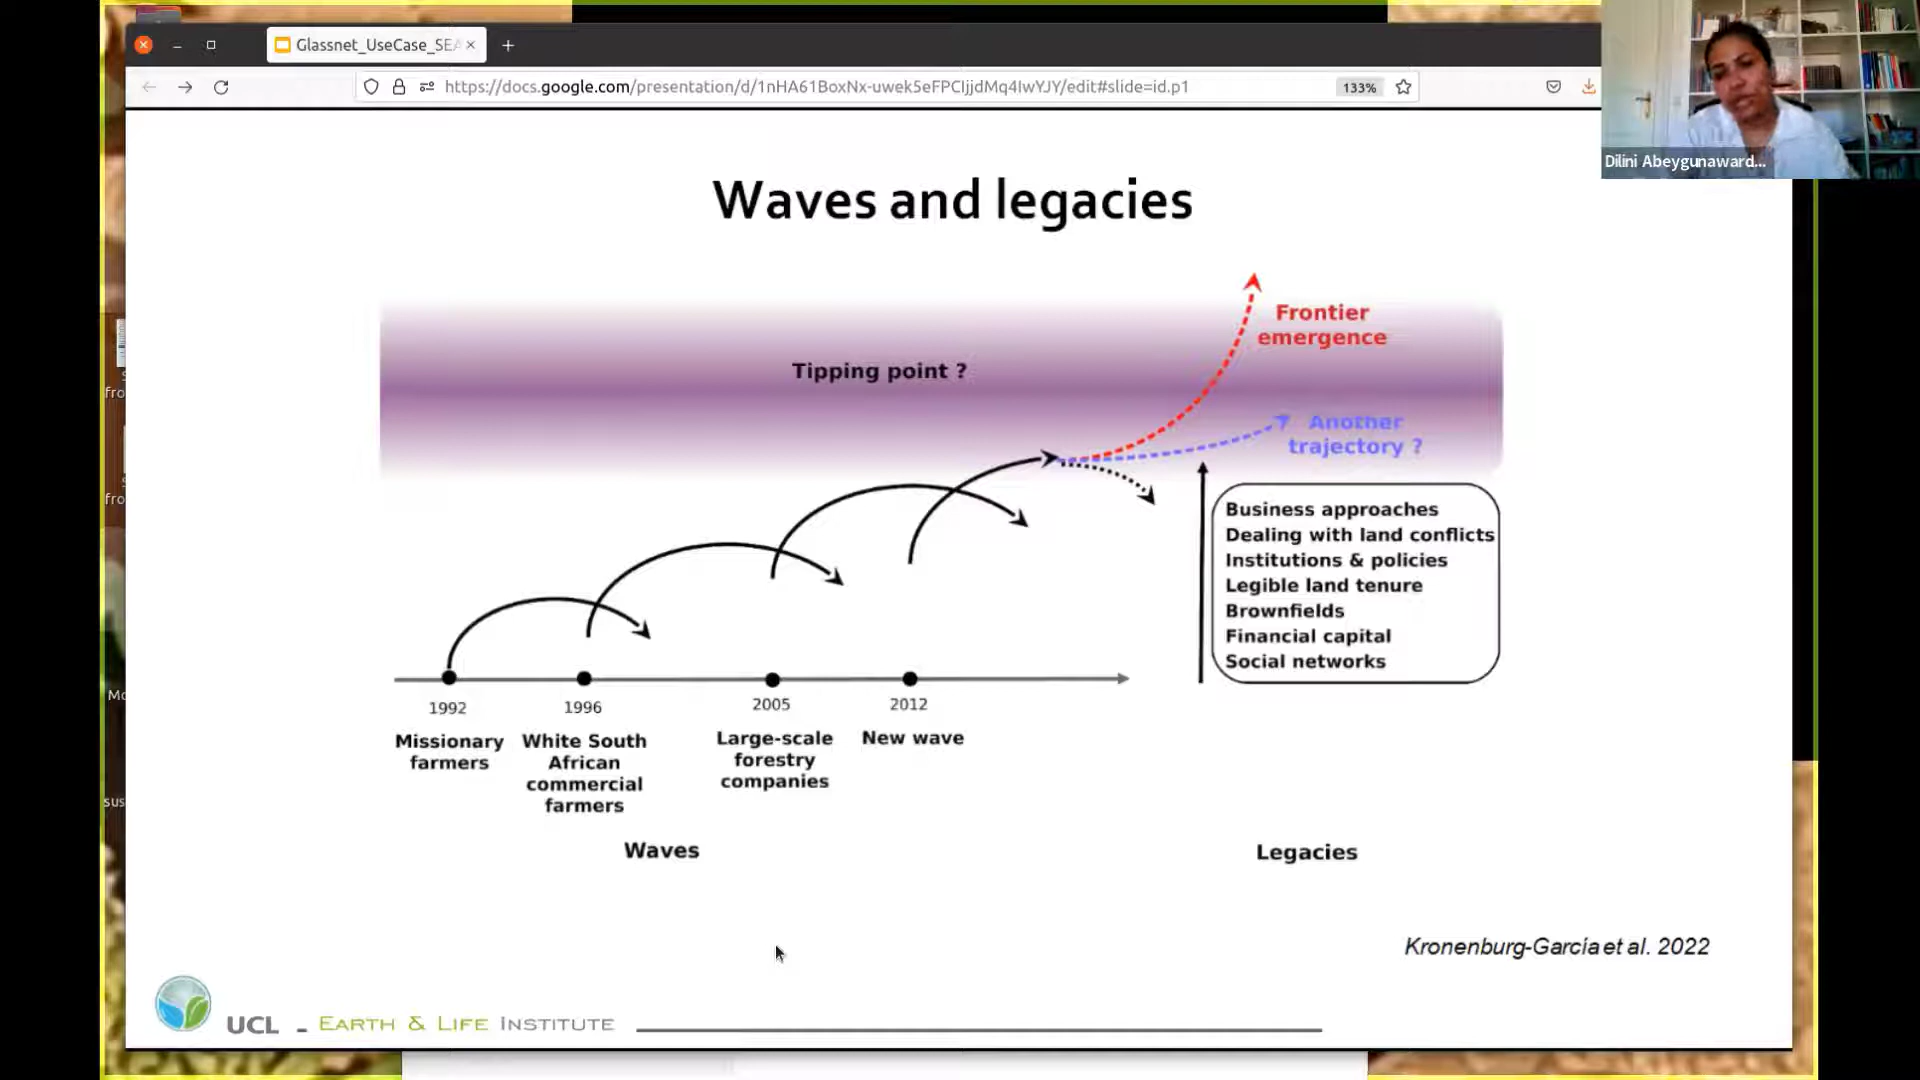 Glassnet_UseCase_SEA
https://docs.google.com/presentation/d/1nHA61BoxNx-uwek5eFPCIjjdMq4IwYJY/edit#slide=id.p1
133%
Dilini Abeygunaward...
Waves and legacies
Frontier
emergence
Tipping point ?
Another
trajectory ?
Business approaches
Dealing with land conflicts
Institutions & policies
Legible land tenure
Brownfields
Financial capital
Social networks
1992
1996
2005
2012
Missionary
farmers
White South
African
commercial
farmers
Large-scale
forestry
companies
New wave
Waves
Legacies
Kronenburg-García et al. 2022
UCL - EARTH & LIFE INSTITUTE